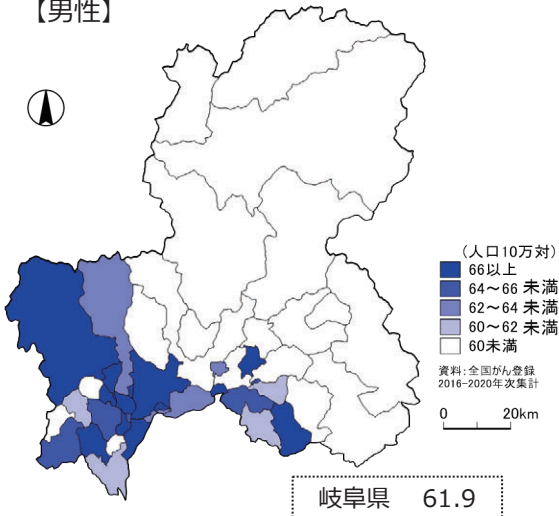 【男性】
(人口10万対)
66以上
64～66 未満
62～64 未満
60～62 未満
60未満
資料:全国がん登録
2016-2020年次集計
0 20km
岐阜県 61.9